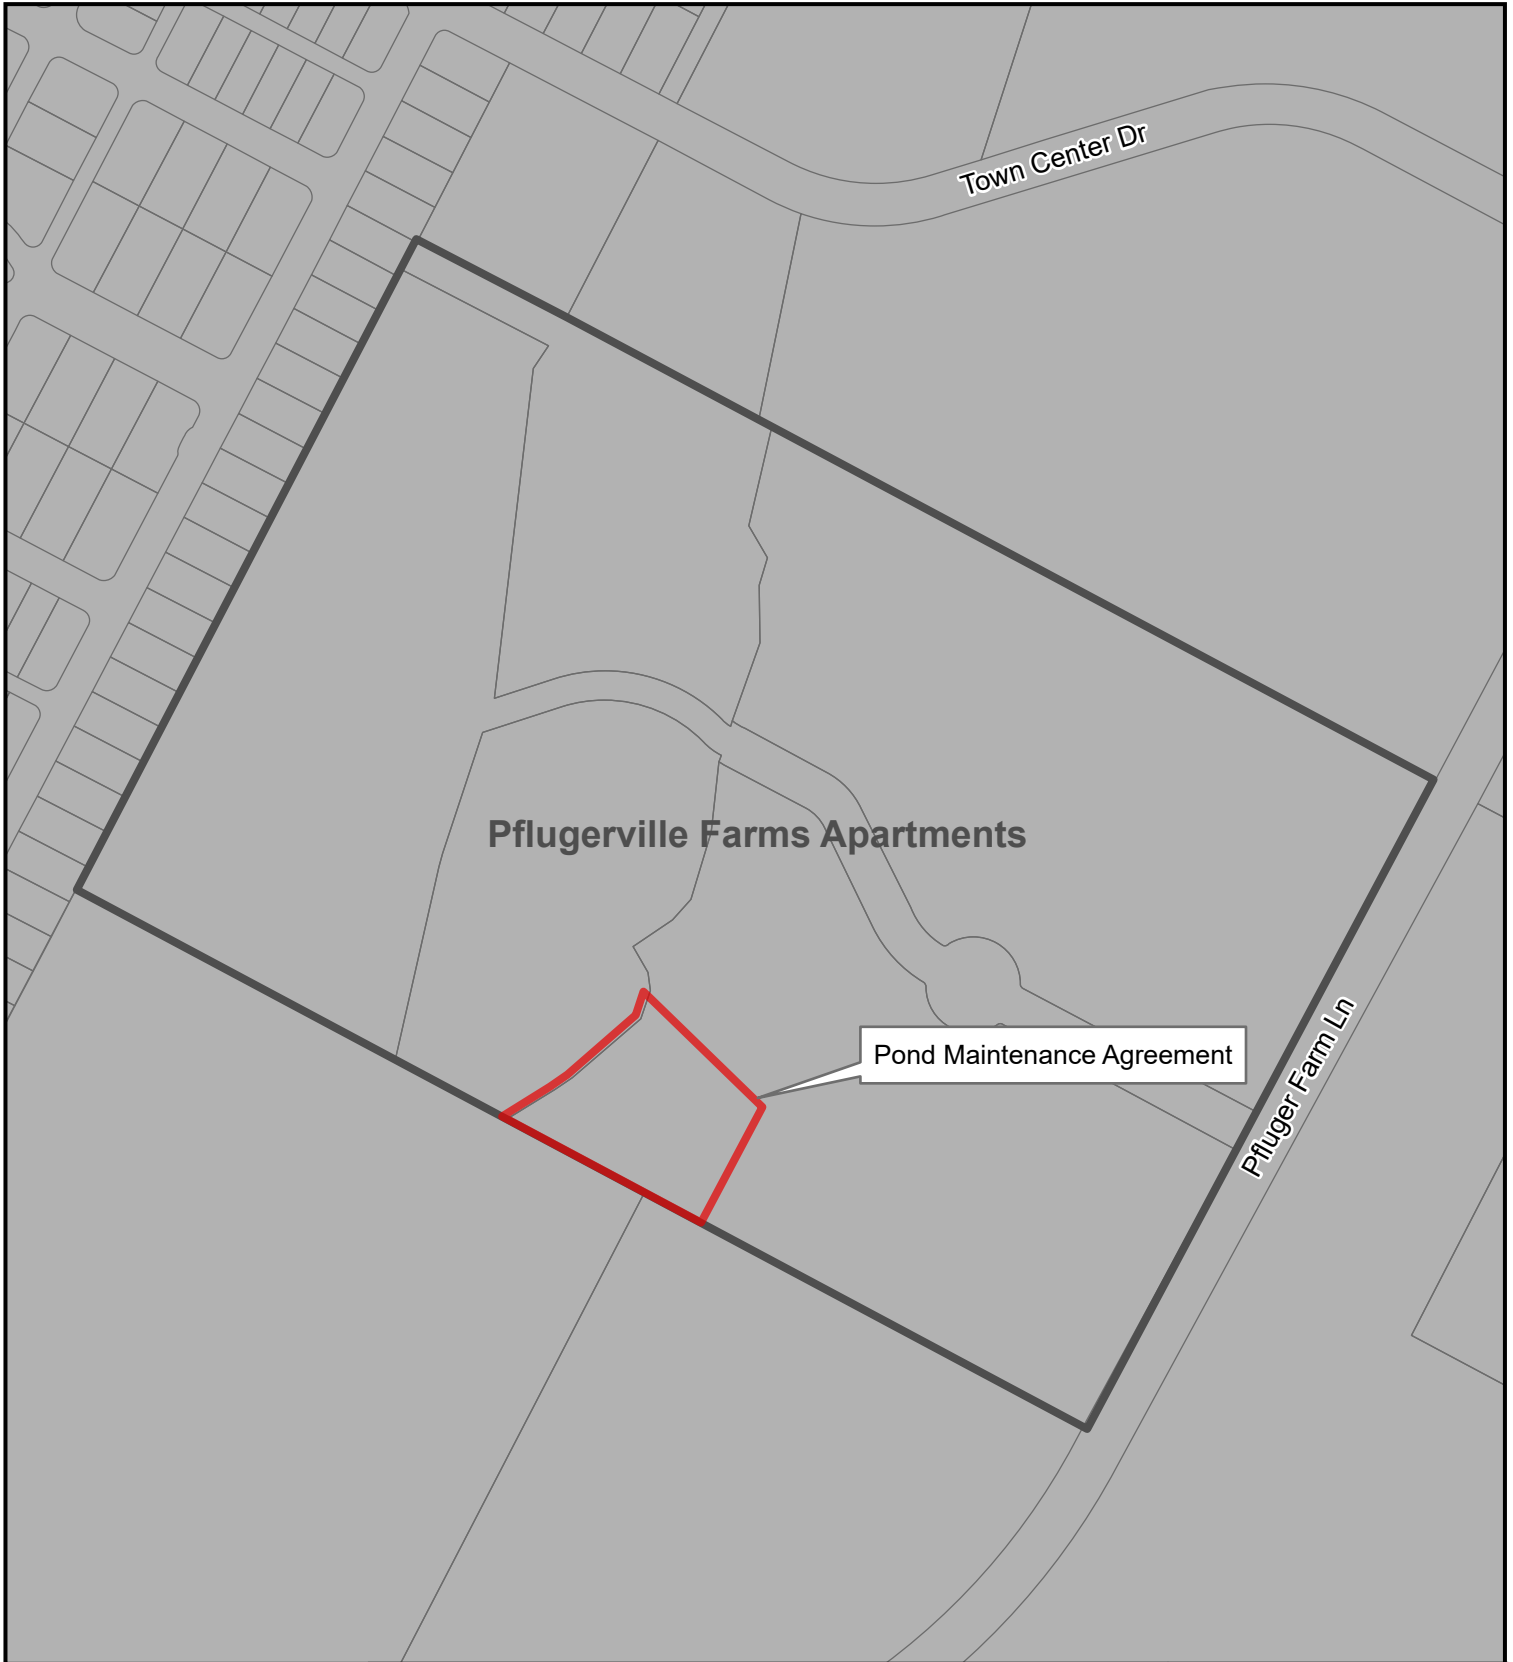 Town Center Dr
Pflugerville Farms Apartments
Pond Maintenance Agreement
Pfluger Farm Ln